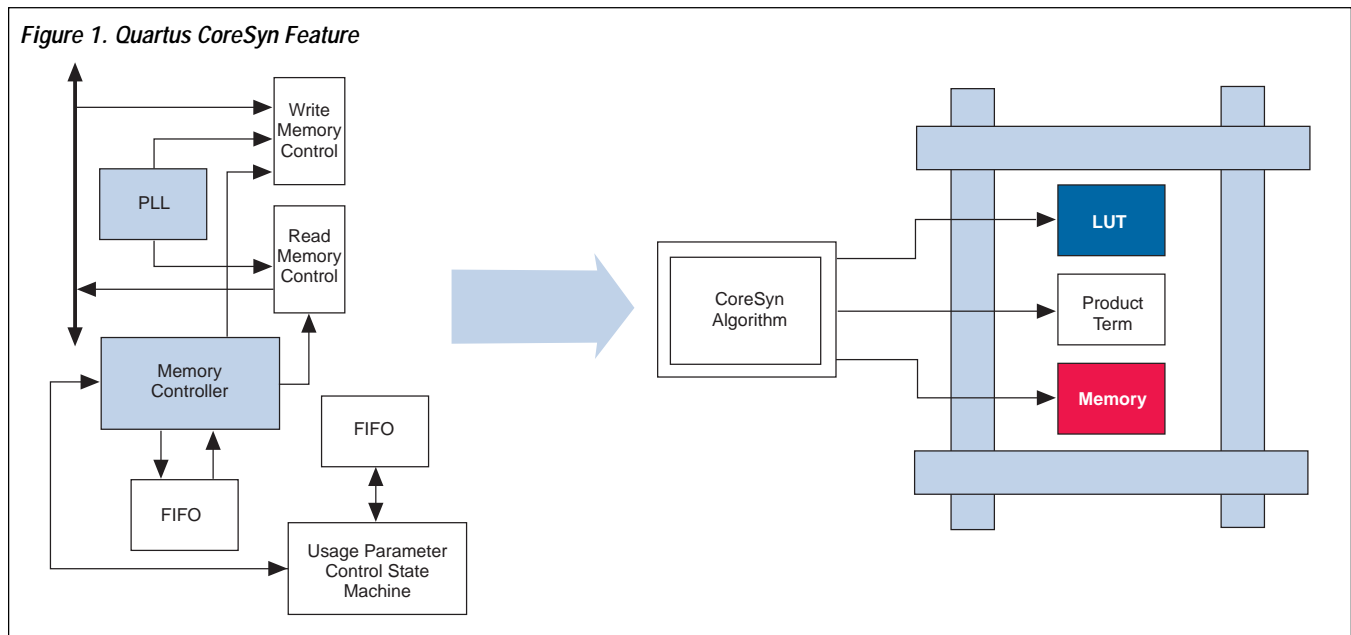 Figure 1. Quartus CoreSyn Feature
Write
Memory
Control
PLL
Read
Memory
Control
Memory
Controller
FIFO
FIFO
Usage Parameter
Control State
Machine
CoreSyn
Algorithm
LUT
Product
Term
Memory